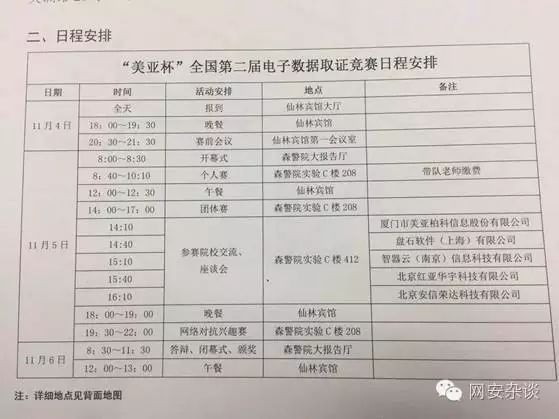 二、日程安排
“美亚杯”全国第二届电子数据取证竞赛日程安排
日期 时间 活动安排 地点 备注
11月4日 全天 报到 仙林宾馆大厅
18:00~19:30 晚餐 仙林宾馆
20:30~21:30 赛前会议 仙林宾馆第一会议室
11月5日 8:00~8:30 开幕式 森警院大报告厅
8:40~10:10 个人赛 森警院实验C楼208 带队老师缴费
12:00~12:30 午餐 仙林宾馆
14:00~17:00 团体赛 森警院实验C楼208
14:10 参赛院校交流、座谈会 森警院实验C楼412 厦门市美亚柏科信息股份有限公司
14:40 盘石软件（上海）有限公司
15:10 智器云（南京）信息科技有限公司
15:40 北京红亚华宇科技有限公司
16:10 北京安信荣达科技有限公司
18:00~19:00 晚餐 仙林宾馆
19:30~22:00 网络对抗兴趣赛 森警院实验C楼208
11月6日 8:30~11:30 答辩、闭幕式、颁奖 森警院大报告厅
12:00~13:00 午餐 仙林宾馆
注：详细地点见背面地图
网安杂谈